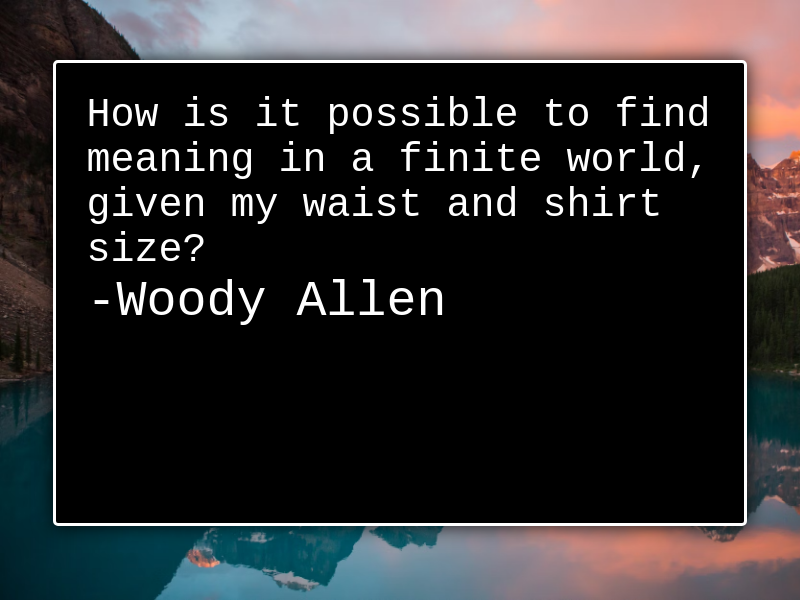 How is it possible to find
meaning in a finite world,
given my waist and shirt
size?
-Woody Allen